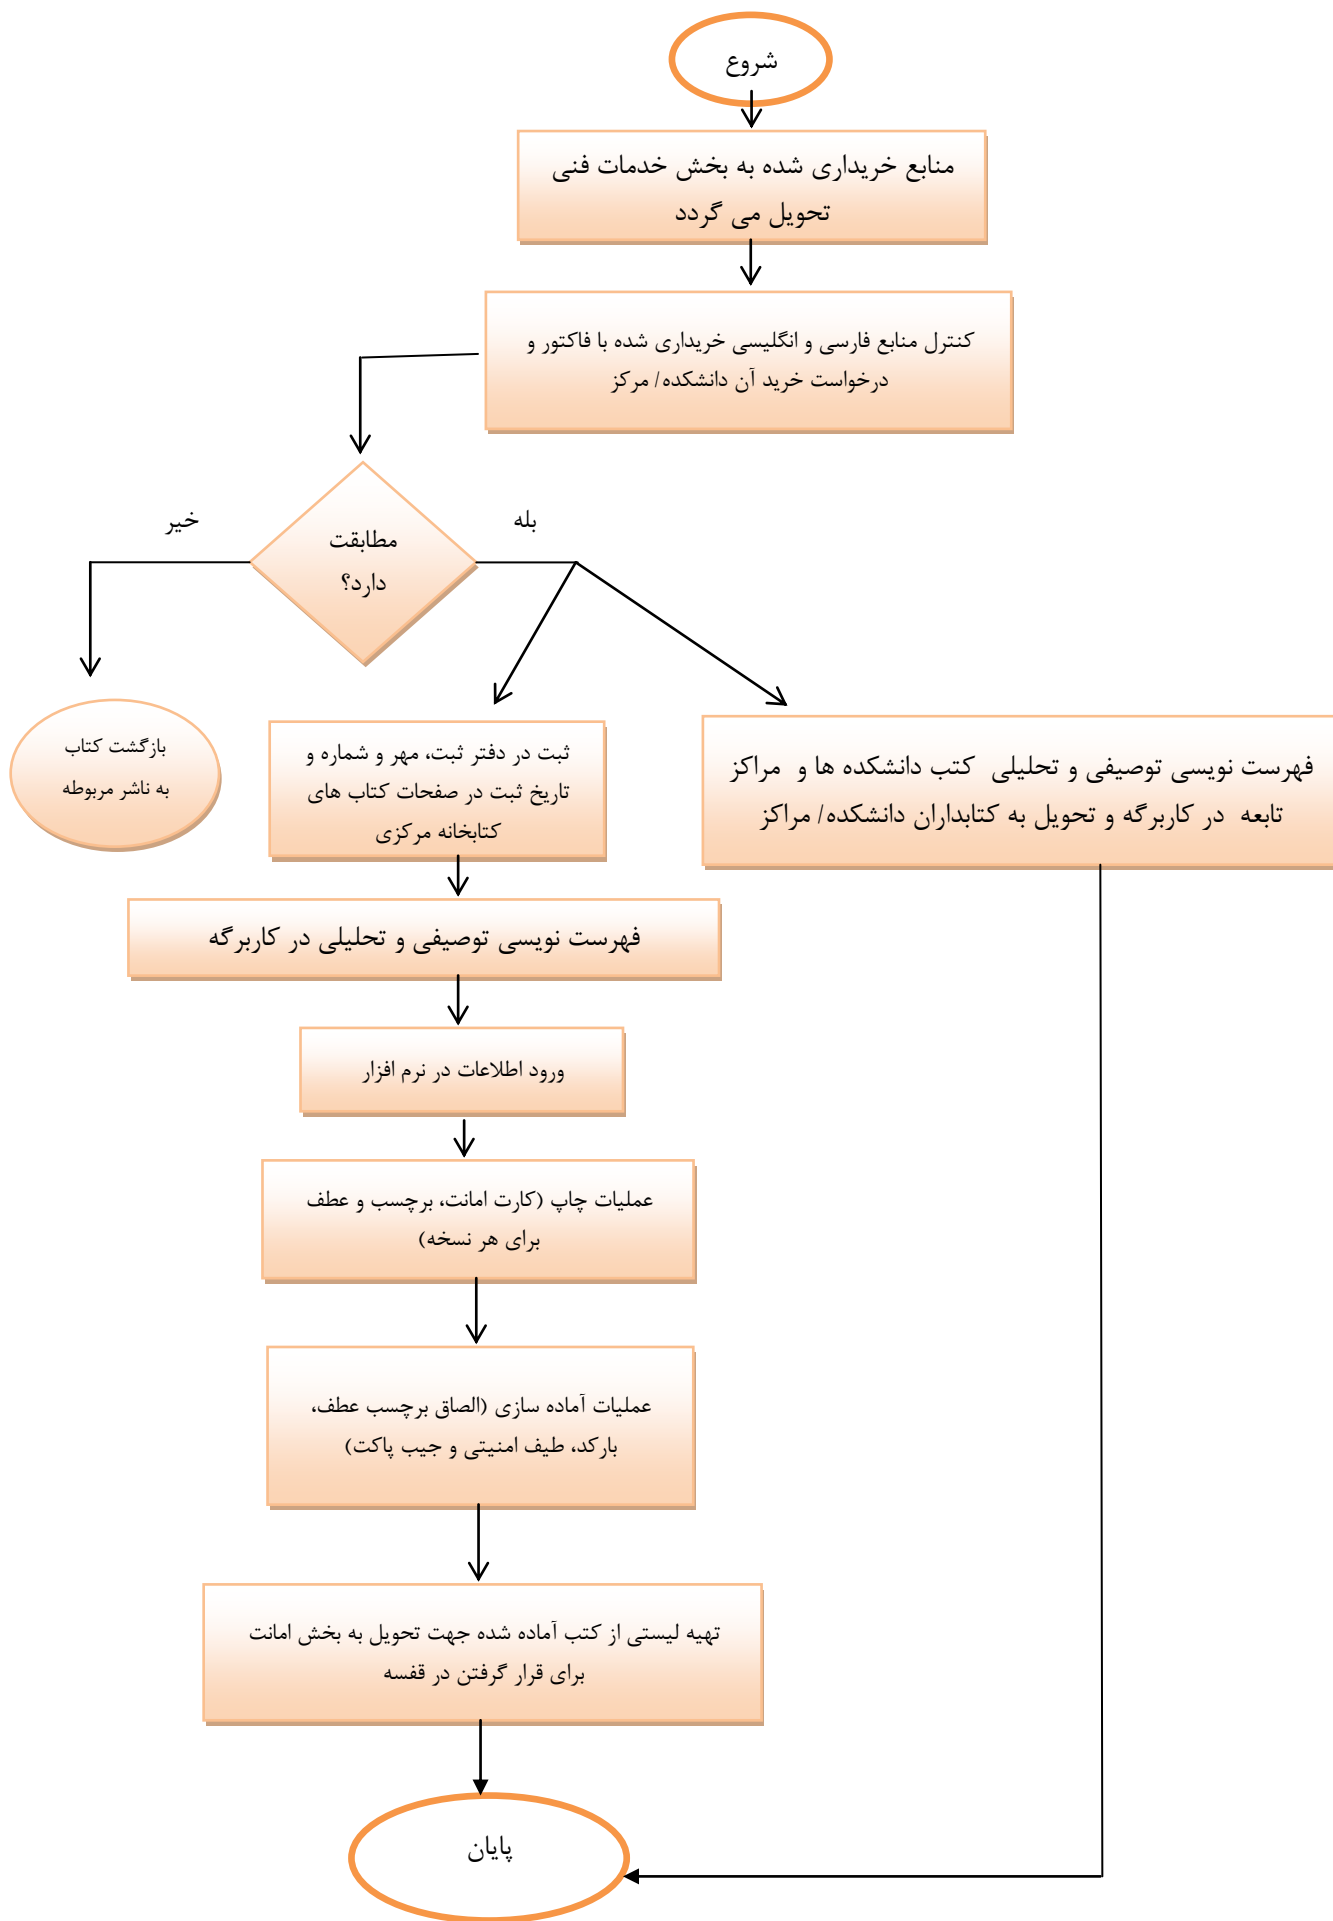 شروع
منابع خریداری شده به بخش خدمات فنی
تحویل می گردد
کنترل منابع فارسی و انگلیسی خریداری شده با فاکتور و
درخواست خرید آن دانشکده/ مرکز
مطابقت
دارد؟
بله
خیر
فهرست نویسی توصیفی و تحلیلی کتب دانشکده ها و مراکز
تابعه در کاربرگه و تحویل به کتابداران دانشکده/ مراکز
ثبت در دفتر ثبت، مهر و شماره و
تاریخ ثبت در صفحات کتاب های
کتابخانه مرکزی
بازگشت کتاب
به ناشر مربوطه
فهرست نویسی توصیفی و تحلیلی در کاربرگه
ورود اطلاعات در نرم افزار
عملیات چاپ (کارت امانت، برچسب و عطف
برای هر نسخه)
عملیات آماده سازی (الصاق برچسب عطف،
بارکد، طیف امنیتی و جیب پاکت)
تهیه لیستی از کتب آماده شده جهت تحویل به بخش امانت
برای قرار گرفتن در قفسه
پایان